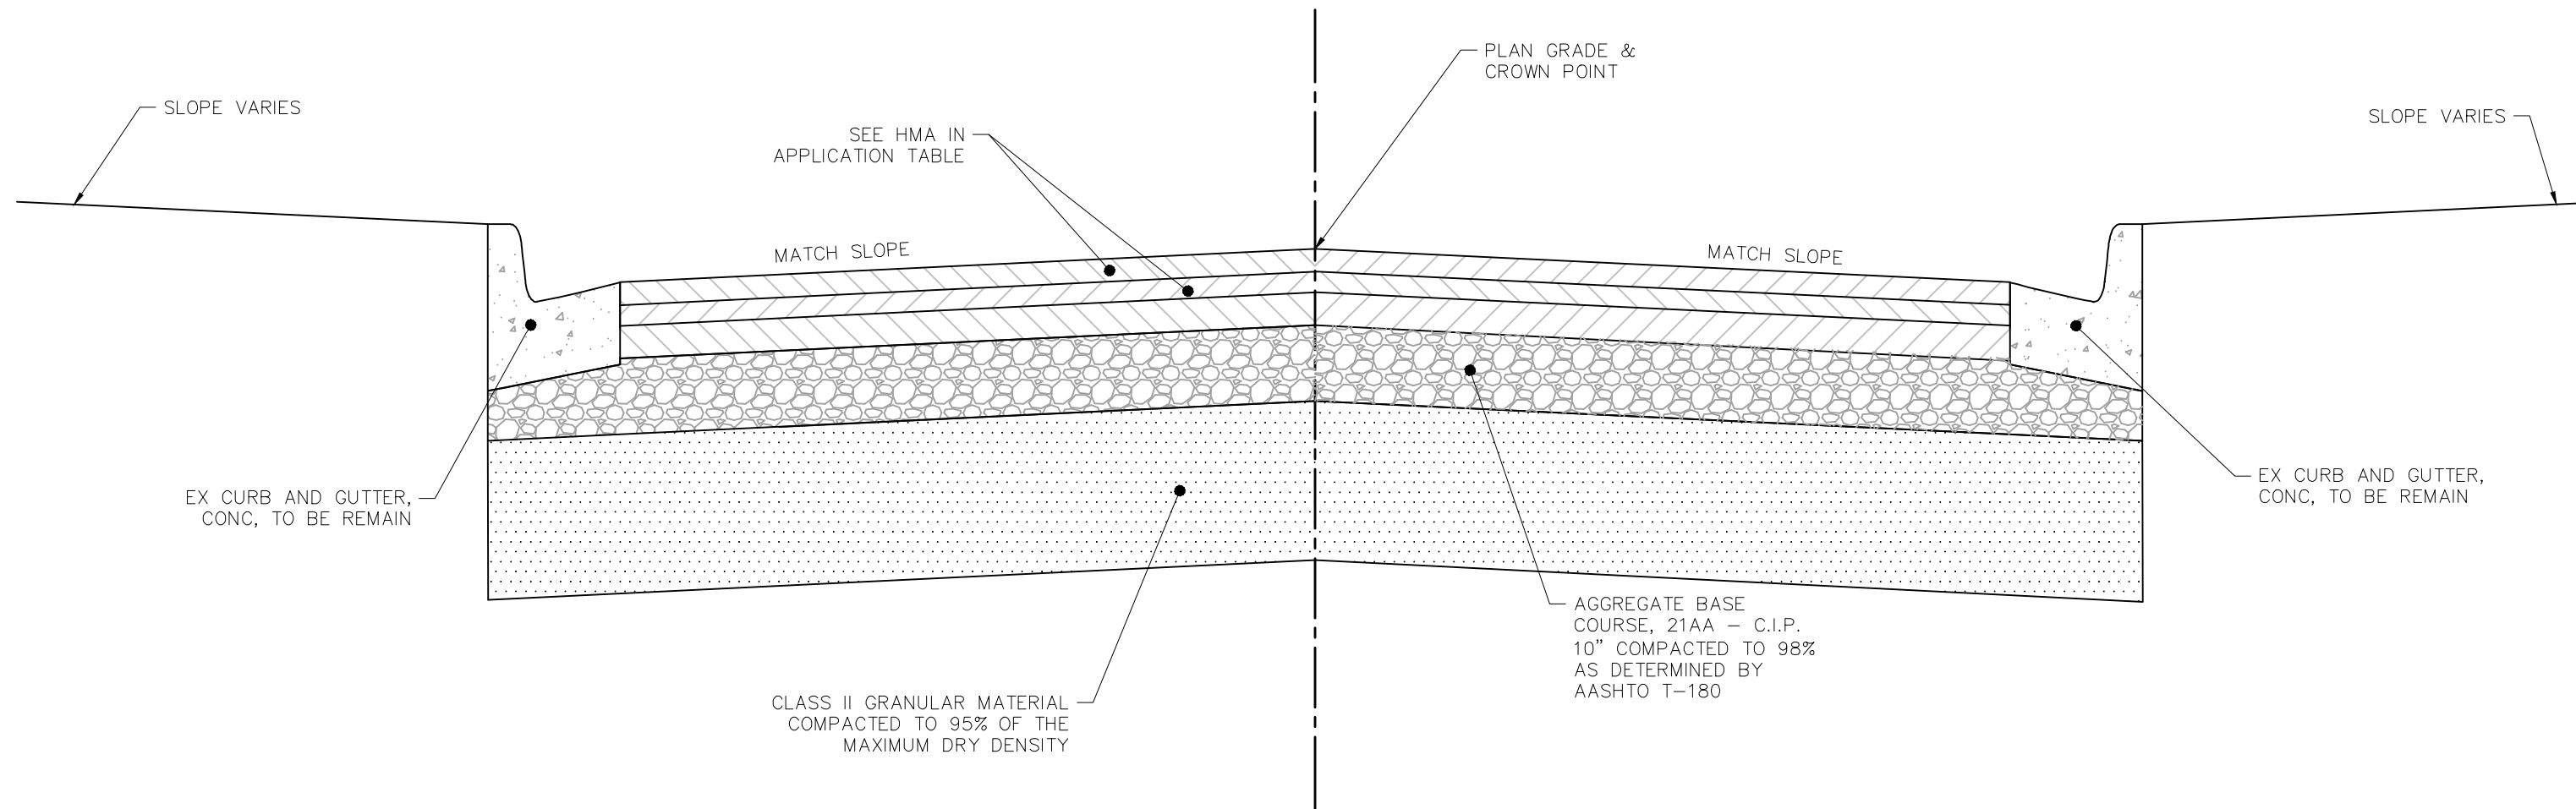 PLAN GRADE &
CROWN POINT
SLOPE VARIES
SLOPE VARIES
SEE HMA IN
APPLICATION TABLE
MATCH SLOPE
MATCH SLOPE
EX CURB AND GUTTER,
CONC, TO BE REMAIN
EX CURB AND GUTTER,
CONC, TO BE REMAIN
AGGREGATE BASE
COURSE, 21AA – C.I.P.
10" COMPACTED TO 98%
AS DETERMINED BY
AASHTO T–180
CLASS II GRANULAR MATERIAL
COMPACTED TO 95% OF THE
MAXIMUM DRY DENSITY